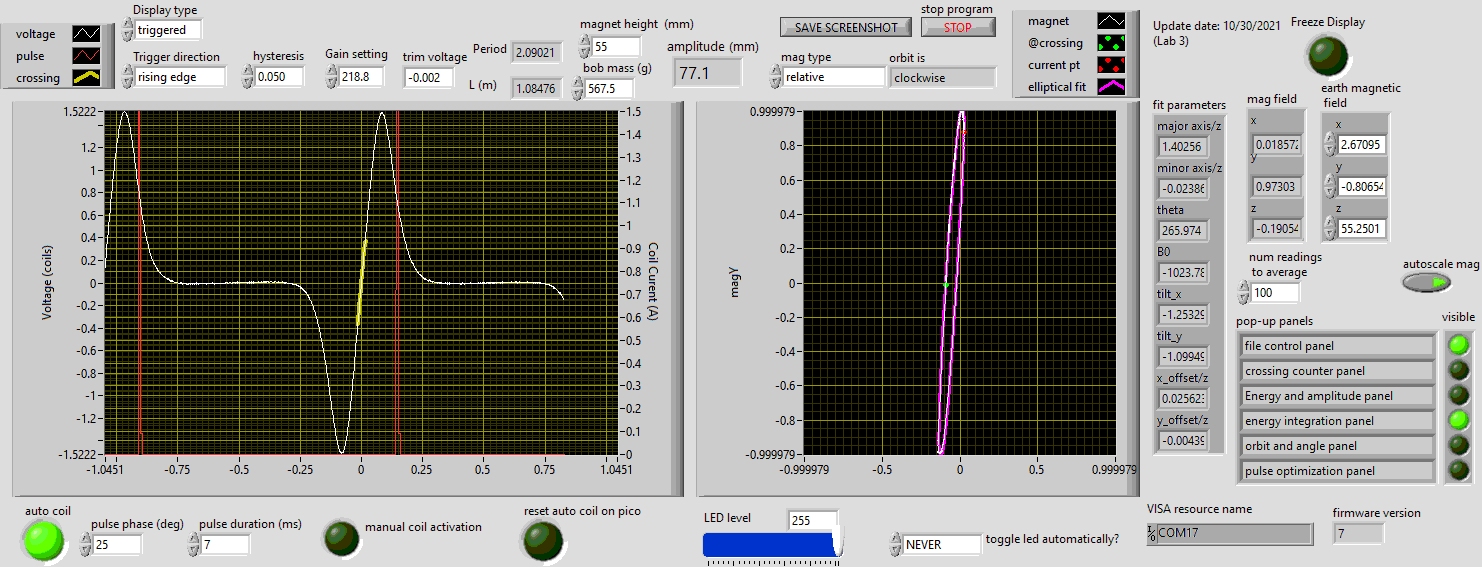 voltage
pulse
crossing
Display type
triggered
Trigger direction
rising edge
hysteresis
0.050
Gain setting
218.8
trim voltage
-0.002
Period
2.09021
L (m)
1.08476
magnet height (mm)
55
bob mass (g)
567.5
amplitude (mm)
77.1
SAVE SCREENSHOT
stop program
STOP
mag type
relative
orbit is
clockwise
magnet
@crossing
current pt
elliptical fit
Update date: 10/30/2021
(Lab 3)
Freeze Display
Voltage (coils)
1.5222
1.2
1
0.8
0.6
0.4
0.2
0
-0.2
-0.4
-0.6
-0.8
-1
-1.2
-1.5222
-1.0451
-0.75
-0.5
-0.25
0
0.25
0.5
0.75
1.0451
1.5
1.4
1.3
1.2
1.1
1
0.9
0.8
0.7
0.6
0.5
0.4
0.3
0.2
0.1
0
Coil Current (A)
magy
0.999979
0.8
0.6
0.4
0.2
0
-0.2
-0.4
-0.6
-0.8
-0.999979
-0.999979
-0.5
0
0.5
0.999979
fit parameters
major axis/z
1.40256
minor axis/z
-0.02386
theta
265.974
B0
-1023.78
tilt_x
-1.25329
tilt_y
-1.09949
x_offset/z
0.02562
y_offset/z
-0.00439
mag field
x
0.01857
y
0.97303
z
-0.19054
earth magnetic
field
x
2.67095
y
-0.80654
z
55.2501
num readings
to average
100
autoscale mag
pop-up panels
visible
file control panel
crossing counter panel
Energy and amplitude panel
energy integration panel
orbit and angle panel
pulse optimization panel
auto coil
pulse phase (deg)
25
pulse duration (ms)
7
manual coil activation
reset auto coil on pico
LED level
255
NEVER
toggle led automatically?
VISA resource name
COM17
firmware version
7